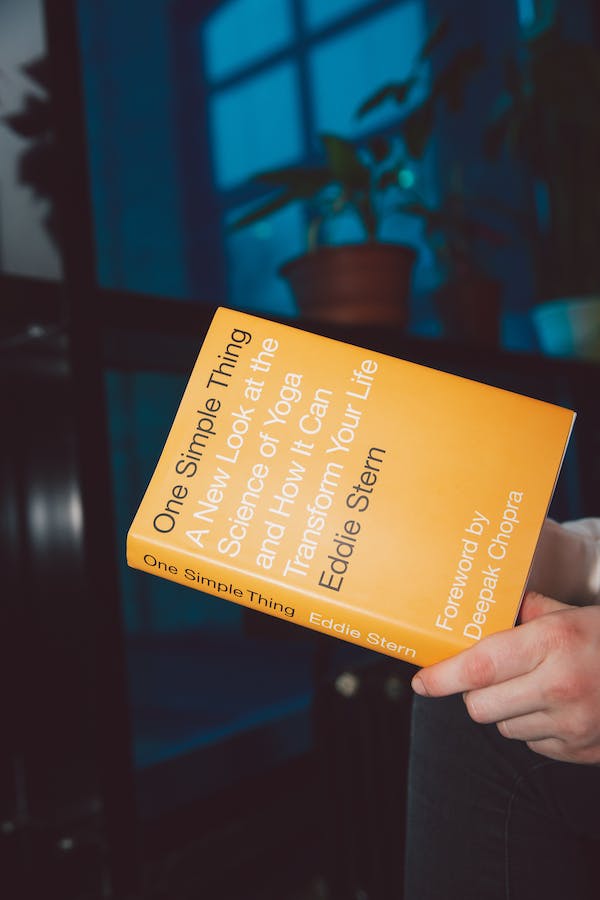 One Simple Thing
A New Look at the
Science of Yoga
and How It Can
Transform Your Life
Eddie Stern
Foreword by
Deepak Chopra
One Simple Thing Eddie Stern